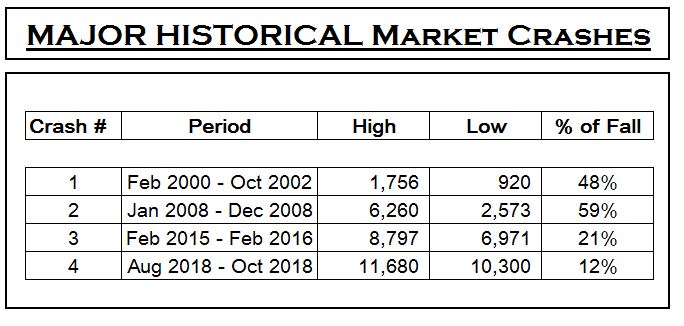 MAJOR HISTORICAL MARKET CRASHES
Crash # Period High Low % of Fall
1 Feb 2000 - Oct 2002 1,756 920 48%
2 Jan 2008 - Dec 2008 6,260 2,573 59%
3 Feb 2015 - Feb 2016 8,797 6,971 21%
4 Aug 2018 - Oct 2018 11,680 10,300 12%